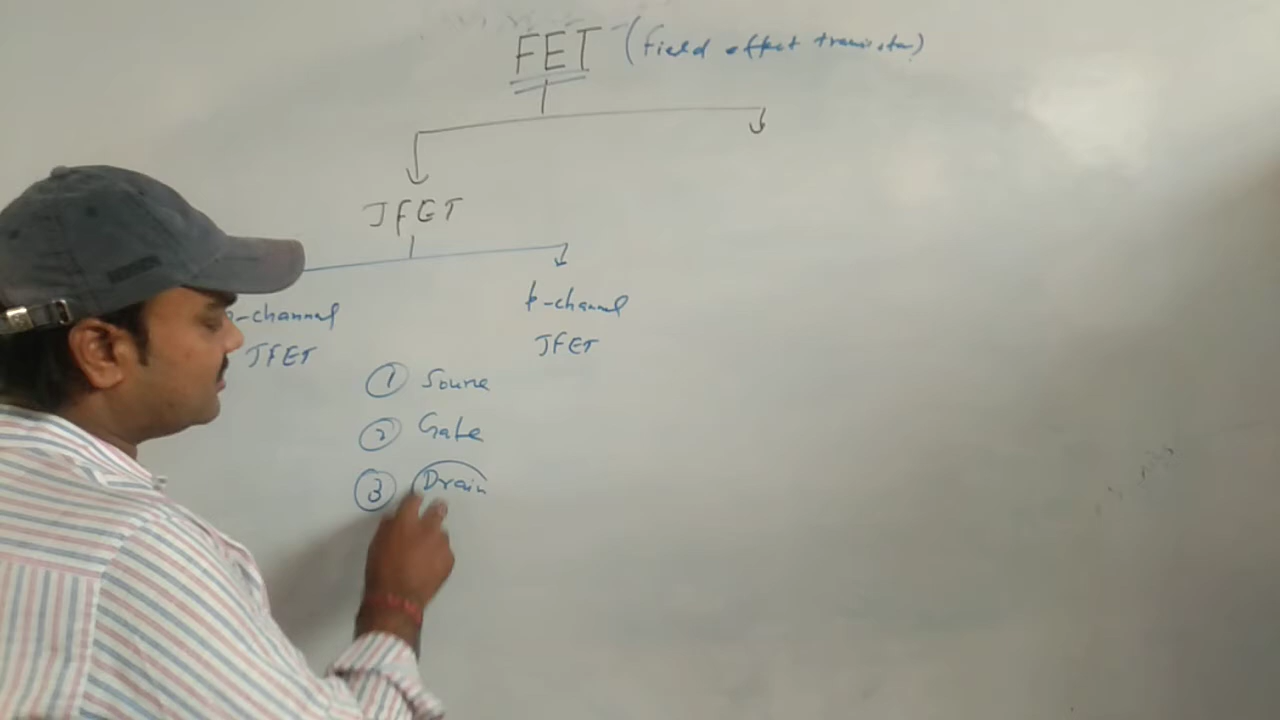 FET (Field effect transistor)
JFET
n-channel
JFET
p-channel
JFET
1 Source
2 Gate
3 Drain